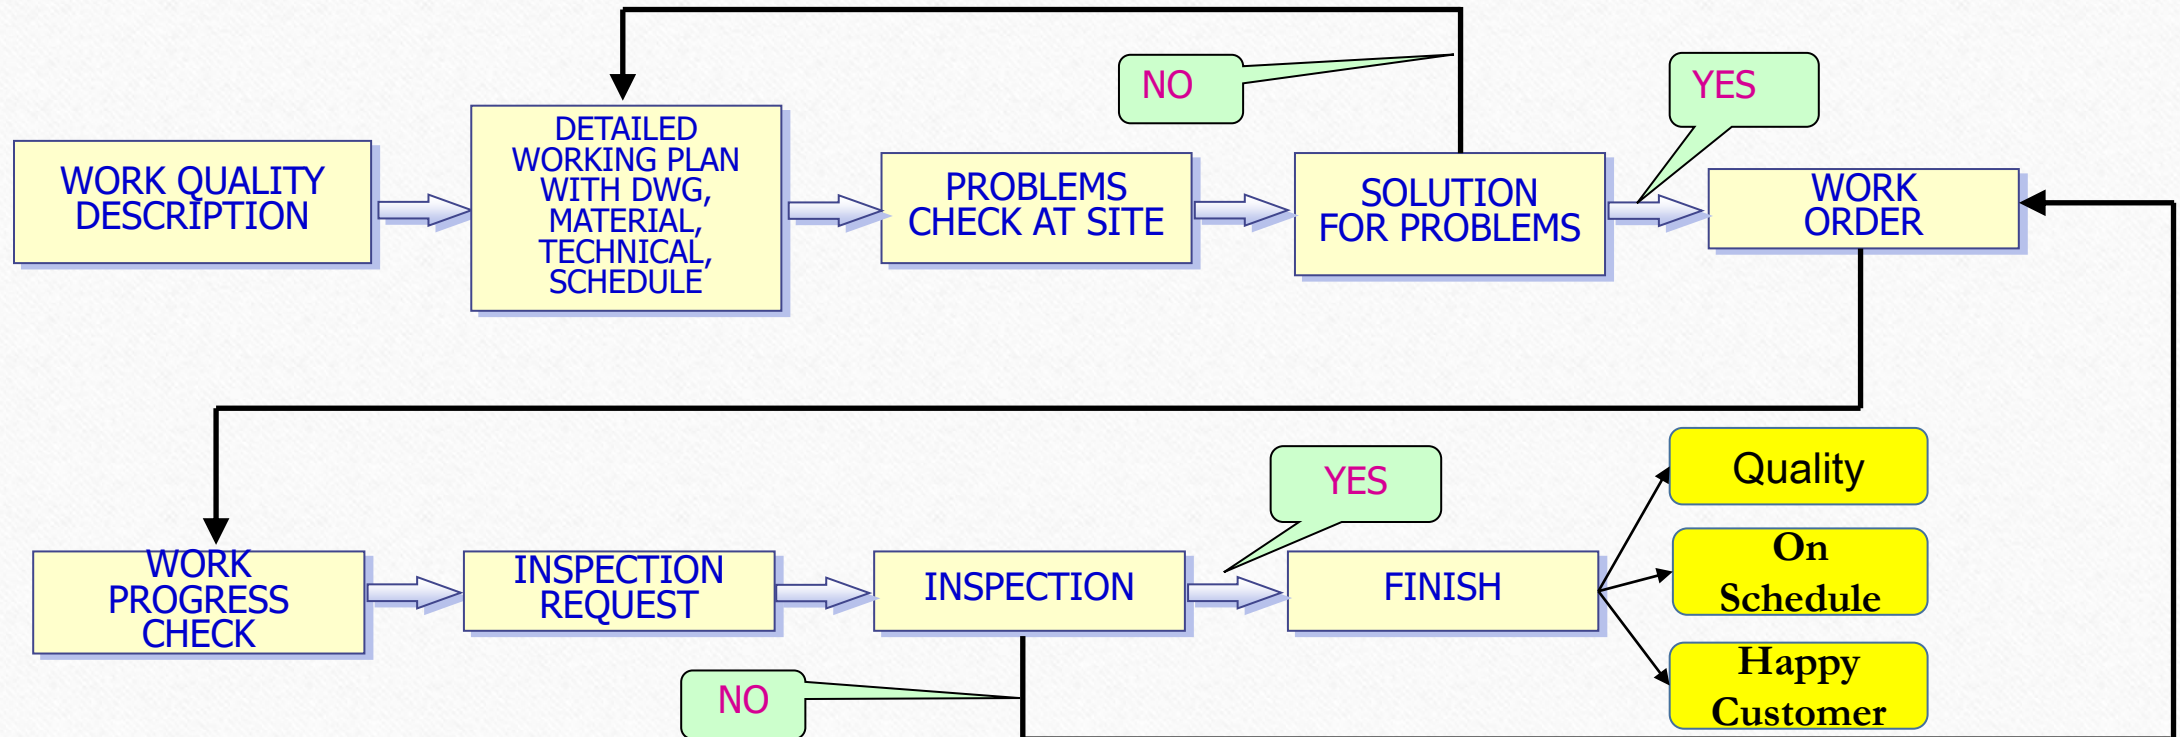 NO
YES
WORK QUALITY
DESCRIPTION
DETAILED
WORKING PLAN
WITH DWG,
MATERIAL,
TECHNICAL,
SCHEDULE
PROBLEMS
CHECK AT SITE
SOLUTION
FOR PROBLEMS
WORK
ORDER
WORK
PROGRESS
CHECK
INSPECTION
REQUEST
INSPECTION
YES
FINISH
Quality
On
Schedule
Happy
Customer
NO